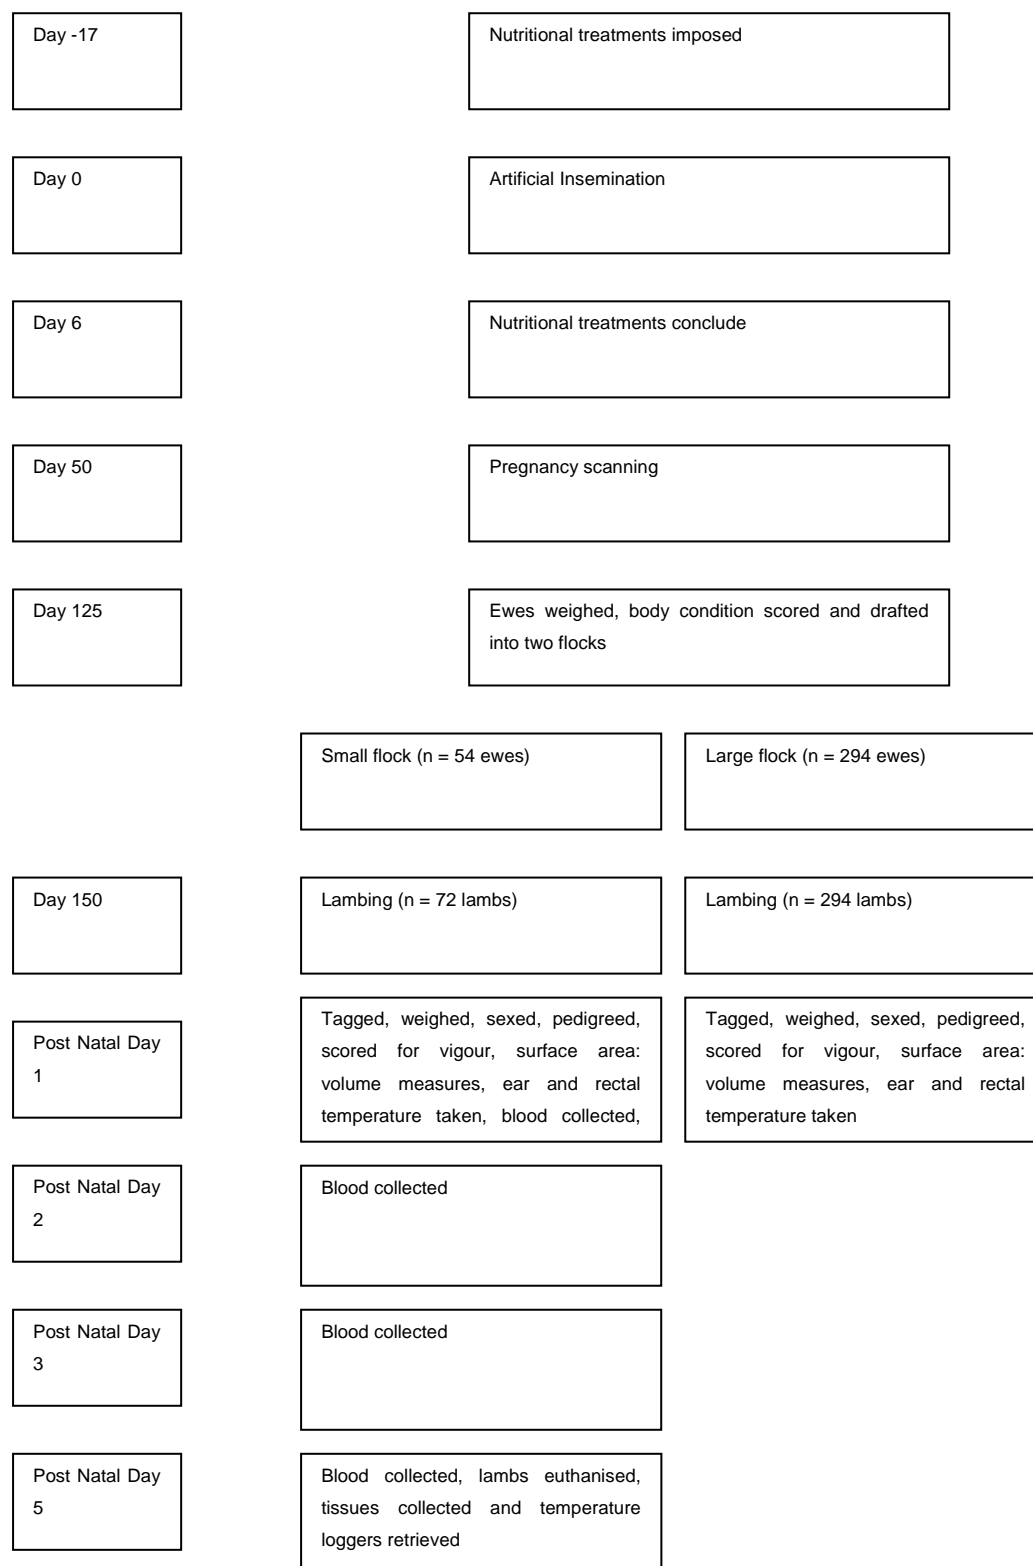 Day -17
Nutritional treatments imposed
Day 0
Artificial Insemination
Day 6
Nutritional treatments conclude
Day 50
Pregnancy scanning
Day 125
Ewes weighed, body condition scored and drafted
into two flocks
Small flock (n = 54 ewes)
Large flock (n = 294 ewes)
Day 150
Lambing (n = 72 lambs)
Lambing (n = 294 lambs)
Post Natal Day
1
Tagged, weighed, sexed, pedigreed,
scored for vigour, surface area:
volume measures, ear and rectal
temperature taken, blood collected,
Tagged, weighed, sexed, pedigreed,
scored for vigour, surface area:
volume measures, ear and rectal
temperature taken
Post Natal Day
2
Blood collected
Post Natal Day
3
Blood collected
Post Natal Day
5
Blood collected, lambs euthanised,
tissues collected and temperature
loggers retrieved